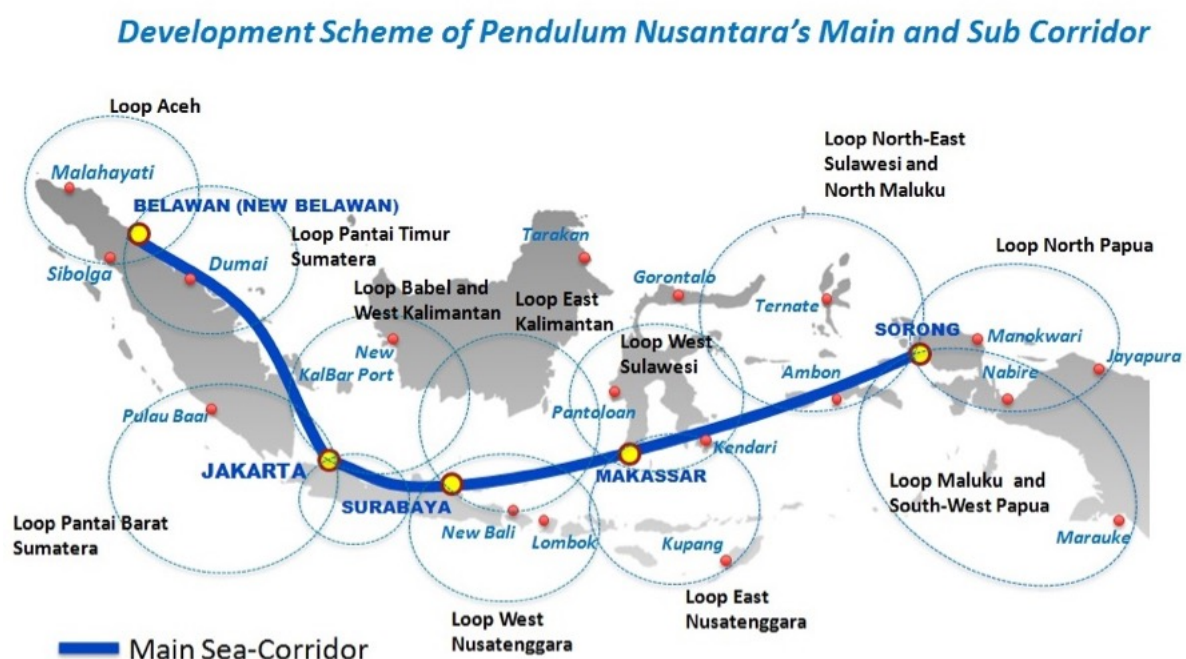 Development Scheme of Pendulum Nusantara's Main and Sub Corridor
Loop Aceh
Malahayati
BELAWAN (NEW BELAWAN)
Sibolga
Dumai
Loop Pantai Timur
Sumatera
Loop Babel and
West Kalimantan
New
KalBar Port
Tarakan
Loop East
Kalimantan
Gorontalo
Loop West
Sulawesi
Pantoloan
Loop North-East
Sulawesi and
North Maluku
Ternate
SORONG
Loop North Papua
Manokwari
Jayapura
Nabire
Ambon
Kendari
Pulau Baai
JAKARTA
SURABAYA
MAKASSAR
Loop Pantai Barat
Sumatera
New Bali
Lombok
Kupang
Loop Maluku and
South-West Papua
Marauke
Loop West
Nusatenggara
Loop East
Nusatenggara
Main Sea-Corridor